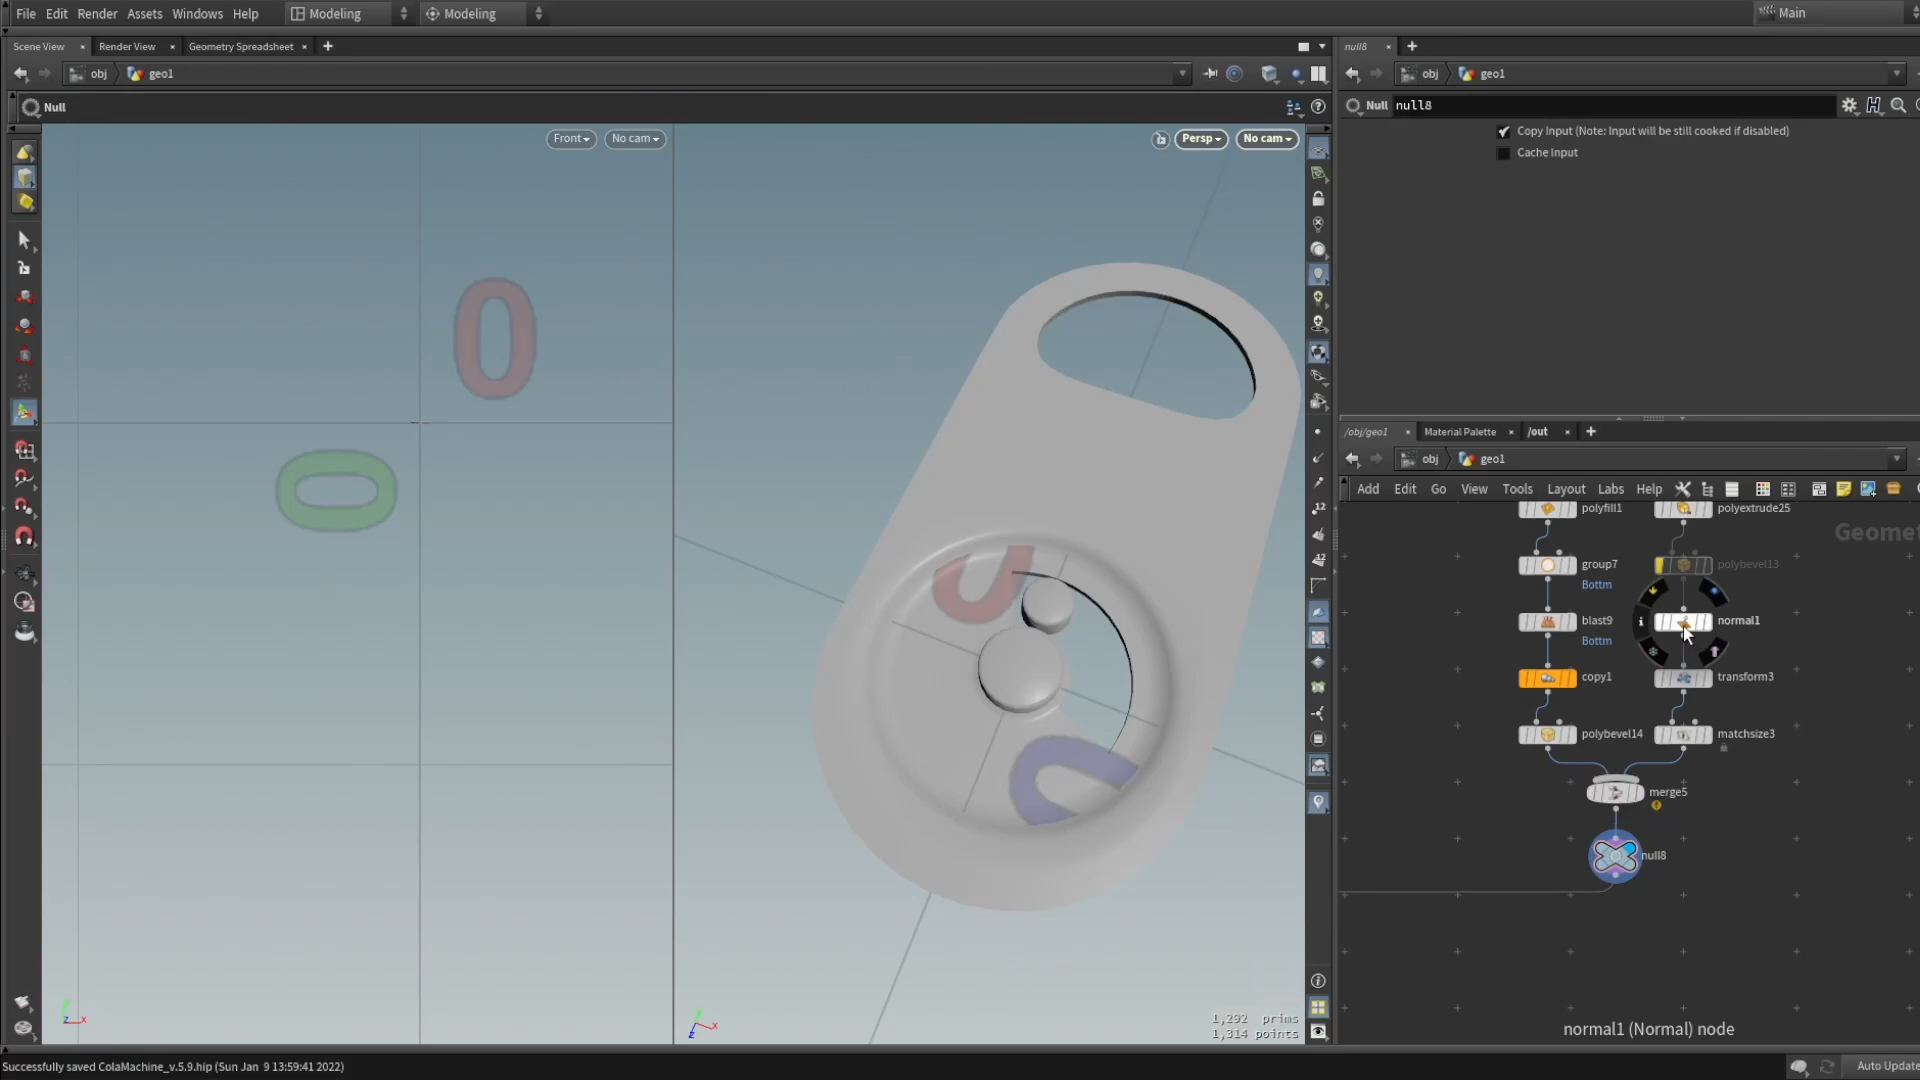 File Edit Render Assets Windows Help Modeling Modeling Main
Scene View Render View Geometry Spreadsheet
obj geo1
Null
Front No cam
Persp No cam
1,292 prims
1,314 points
null8
obj geo1
Null null8
Copy Input (Note: Input will be still cooked if disabled)
Cache Input
/obj/geo1 Material Palette /out
obj geo1
Add Edit Go View Tools Layout Labs Help
Geomet
polyfill1 polyextrude25
group7 polybevel13
Bottm
blast9 normal1
Bottm
copy1 transform3
polybevel14 matchsize3
merge5
null8
normal1 (Normal) node
Successfully saved ColaMachine_v.5.9.hip (Sun Jan 9 13:59:41 2022)
Auto Update